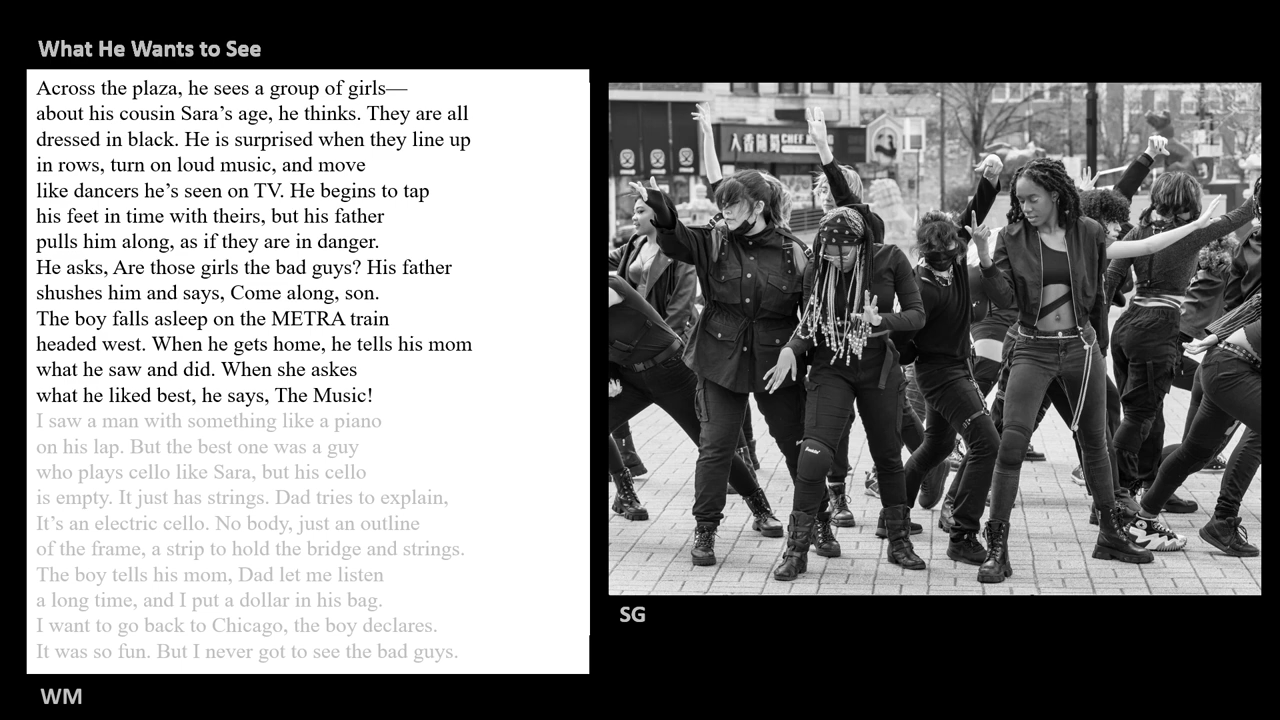 What He Wants to See
Across the plaza, he sees a group of girls—
about his cousin Sara’s age, he thinks. They are all
dressed in black. He is surprised when they line up
in rows, turn on loud music, and move
like dancers he’s seen on TV. He begins to tap
his feet in time with theirs, but his father
pulls him along, as if they are in danger.
He asks, Are those girls the bad guys? His father
shushes him and says, Come along, son.
The boy falls asleep on the METRA train
headed west. When he gets home, he tells his mom
what he saw and did. When she askes
what he liked best, he says, The Music!
I saw a man with something like a piano
on his lap. But the best one was a guy
who plays cello like Sara, but his cello
is empty. It just has strings. Dad tries to explain,
It’s an electric cello. No body, just an outline
of the frame, a strip to hold the bridge and strings.
The boy tells his mom, Dad let me listen
a long time, and I put a dollar in his bag.
I want to go back to Chicago, the boy declares.
It was so fun. But I never got to see the bad guys.
WM
CHEF
SG